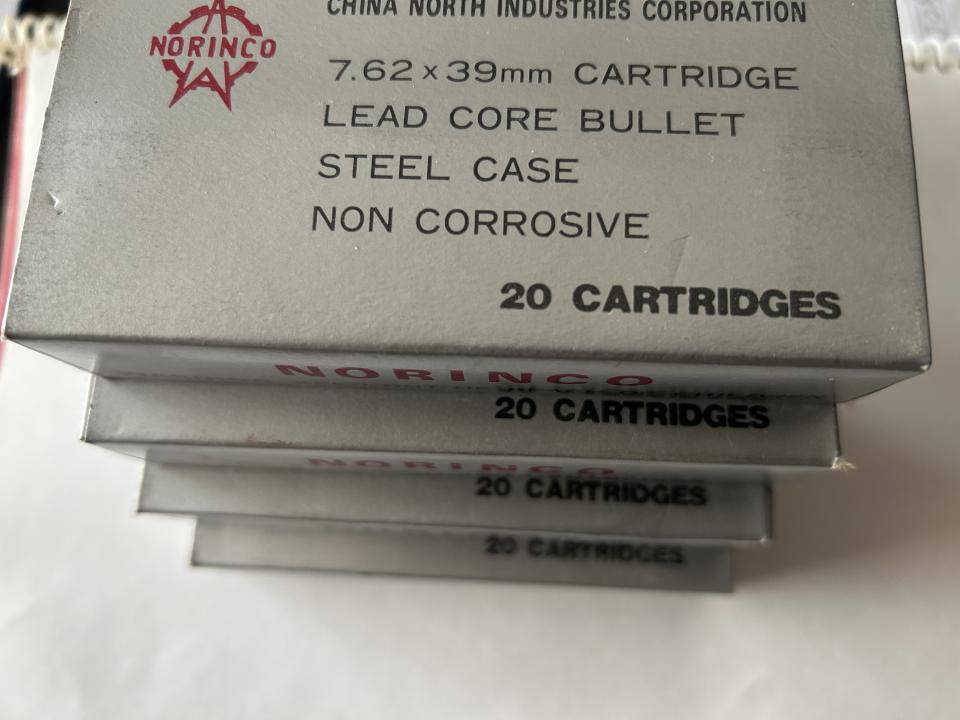 CHINA NORTH INDUSTRIES CORPORATION
NORINCO
7.62 x 39mm CARTRIDGE
LEAD CORE BULLET
STEEL CASE
NON CORROSIVE
20 CARTRIDGES
NORINCO
20 CARTRIDGES
NORINCO
20 CARTRIDGES
20 CARTRIDGES